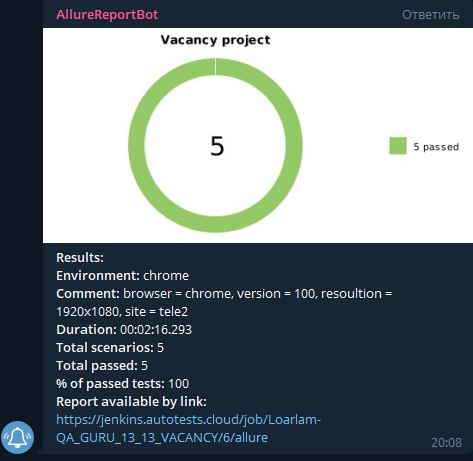 AllureReportBot Ответить
Vacancy project
5
5 passed
Results:
Environment: chrome
Comment: browser = chrome, version = 100, resoultion =
1920x1080, site = tele2
Duration: 00:02:16.293
Total scenarios: 5
Total passed: 5
% of passed tests: 100
Report available by link:
https://jenkins.autotests.cloud/job/Loarlam-
QA_GURU_13_13_VACANCY/6/allure
20:08